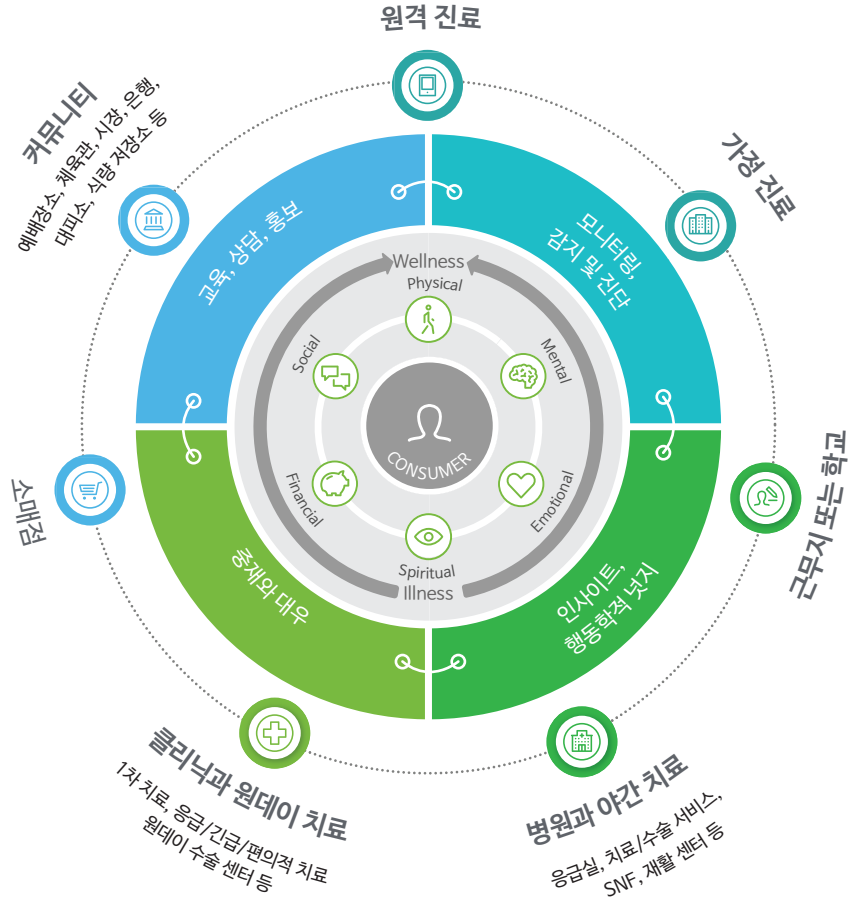 원격 진료
커뮤니티
예배장소, 체육관, 시장, 은행,
대피소, 식량 저장소 등
가정 진료
교육, 상담, 홍보
모니터링,
감지 및 진단
Wellness
Physical
Social
Mental
CONSUMER
Financial
Emotional
Spiritual
Illness
소매점
근무지 또는 학교
중재와 대우
인사이트,
행동학적 넛지
클리닉과 원데이 치료
1차 치료, 응급/긴급/편의적 치료
원데이 수술 센터 등
병원과 야간 치료
응급실, 치료/수술 서비스,
SNF, 재활 센터 등